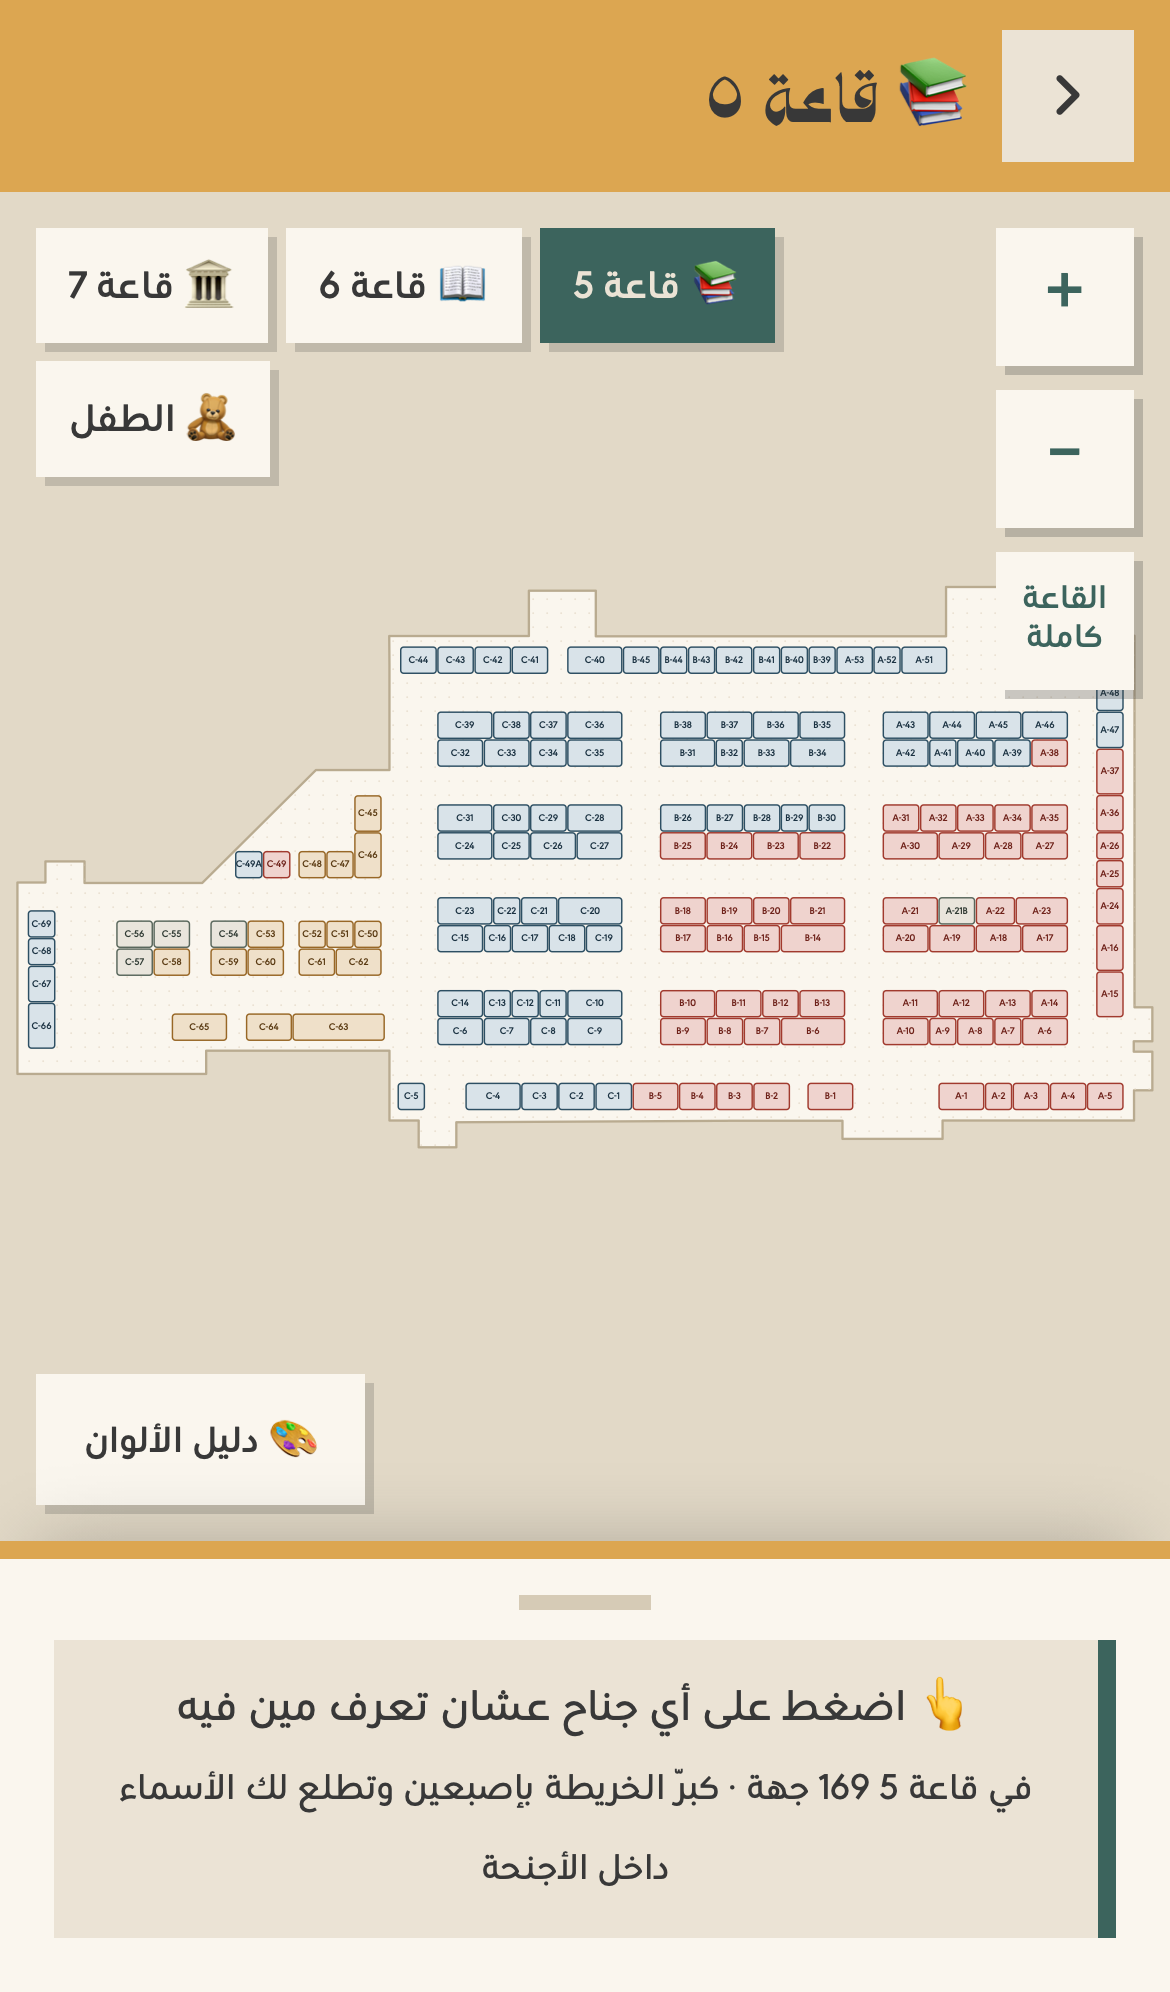 📚 قاعة ٥
📚 قاعة 5
📖 قاعة 6
🏛️ قاعة 7
🧸 الطفل
+
−
القاعة
كاملة
C-44 C-43 C-42 C-41 C-40 B-45 B-44 B-43 B-42 B-41 B-40 B-39 A-53 A-52 A-51
A-48
C-39 C-38 C-37 C-36 B-38 B-37 B-36 B-35 A-43 A-44 A-45 A-46 A-47
C-32 C-33 C-34 C-35 B-31 B-32 B-33 B-34 A-42 A-41 A-40 A-39 A-38
A-37
C-45 C-31 C-30 C-29 C-28 B-26 B-27 B-28 B-29 B-30 A-31 A-32 A-33 A-34 A-35 A-36
C-46 C-24 C-25 C-26 C-27 B-25 B-24 B-23 B-22 A-30 A-29 A-28 A-27 A-26
C-49A C-49 C-48 C-47
A-25
C-69 C-23 C-22 C-21 C-20 B-18 B-19 B-20 B-21 A-21 A-21B A-22 A-23 A-24
C-56 C-55 C-54 C-53 C-52 C-51 C-50 C-15 C-16 C-17 C-18 C-19 B-17 B-16 B-15 B-14 A-20 A-19 A-18 A-17 A-16
C-68
C-57 C-58 C-59 C-60 C-61 C-62
C-67
A-15
C-14 C-13 C-12 C-11 C-10 B-10 B-11 B-12 B-13 A-11 A-12 A-13 A-14
C-66 C-65 C-64 C-63 C-6 C-7 C-8 C-9 B-9 B-8 B-7 B-6 A-10 A-9 A-8 A-7 A-6
C-5 C-4 C-3 C-2 C-1 B-5 B-4 B-3 B-2 B-1 A-1 A-2 A-3 A-4 A-5
🎨 دليل الألوان
👆 اضغط على أي جناح عشان تعرف مين فيه
في قاعة 5 169 جهة · كبرّ الخريطة بإصبعين وتطلع لك الأسماء
داخل الأجنحة